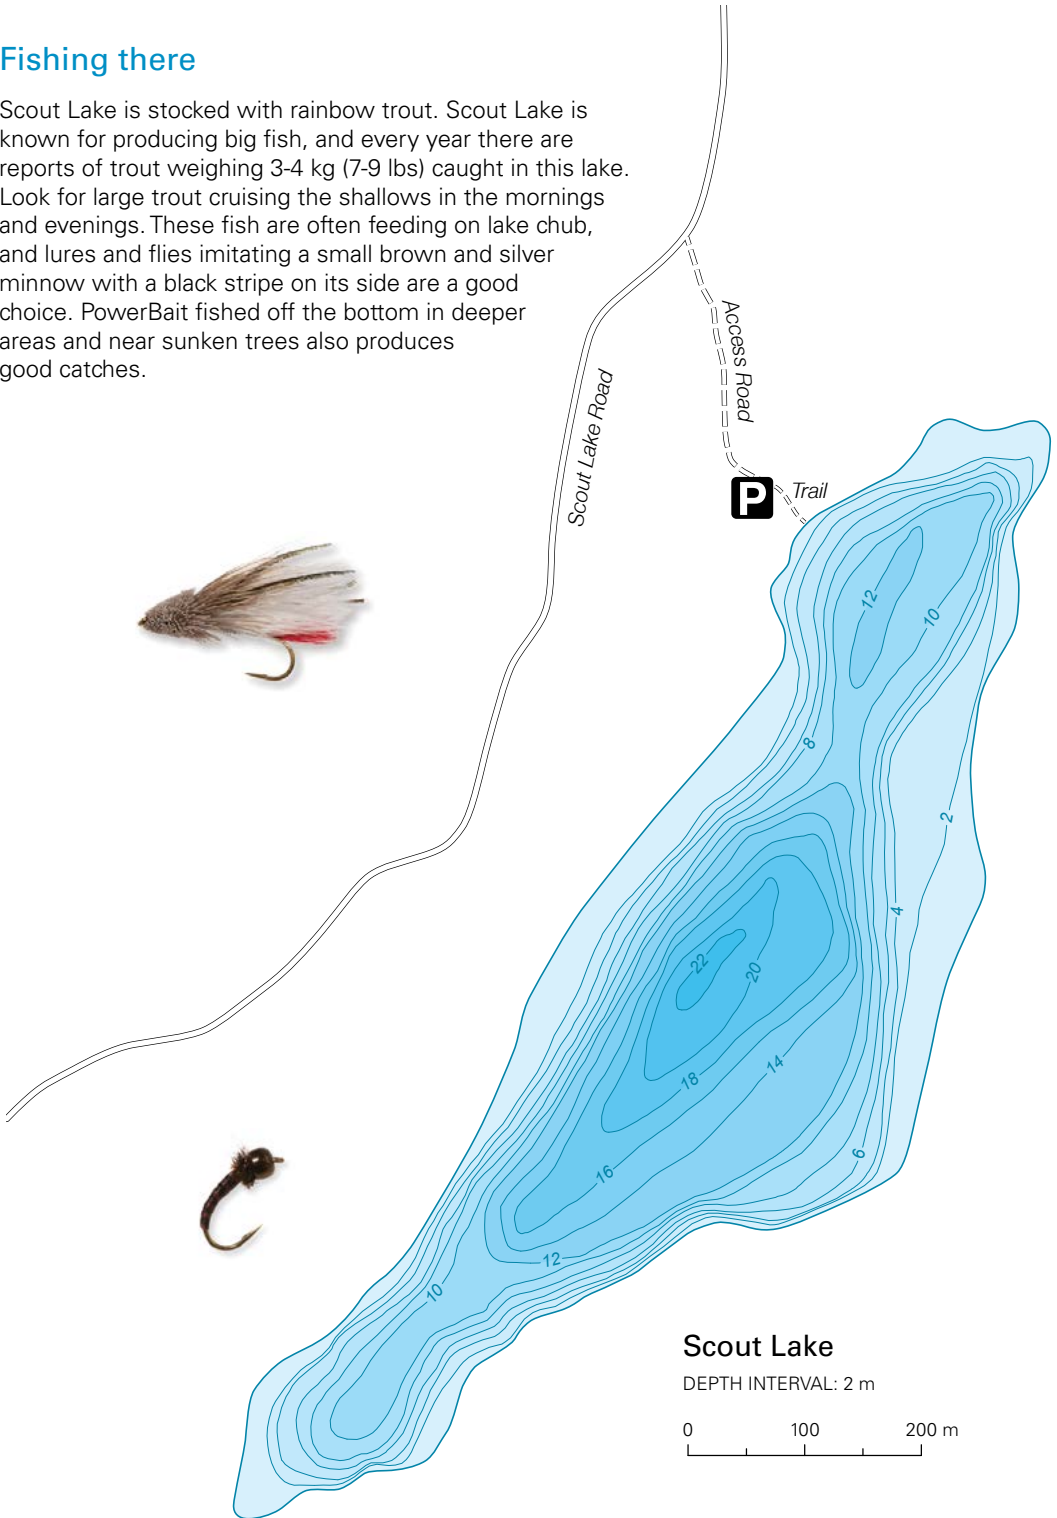 Fishing there
Scout Lake is stocked with rainbow trout. Scout Lake is
known for producing big fish, and every year there are
reports of trout weighing 3-4 kg (7-9 lbs) caught in this lake.
Look for large trout cruising the shallows in the mornings
and evenings. These fish are often feeding on lake chub,
and lures and flies imitating a small brown and silver
minnow with a black stripe on its side are a good
choice. PowerBait fished off the bottom in deeper
areas and near sunken trees also produces
good catches.
Access Road
Scout Lake Road
P
Trail
12
10
8
2
4
22
20
18
14
16
6
12
10
Scout Lake
DEPTH INTERVAL: 2 m
0 100 200 m